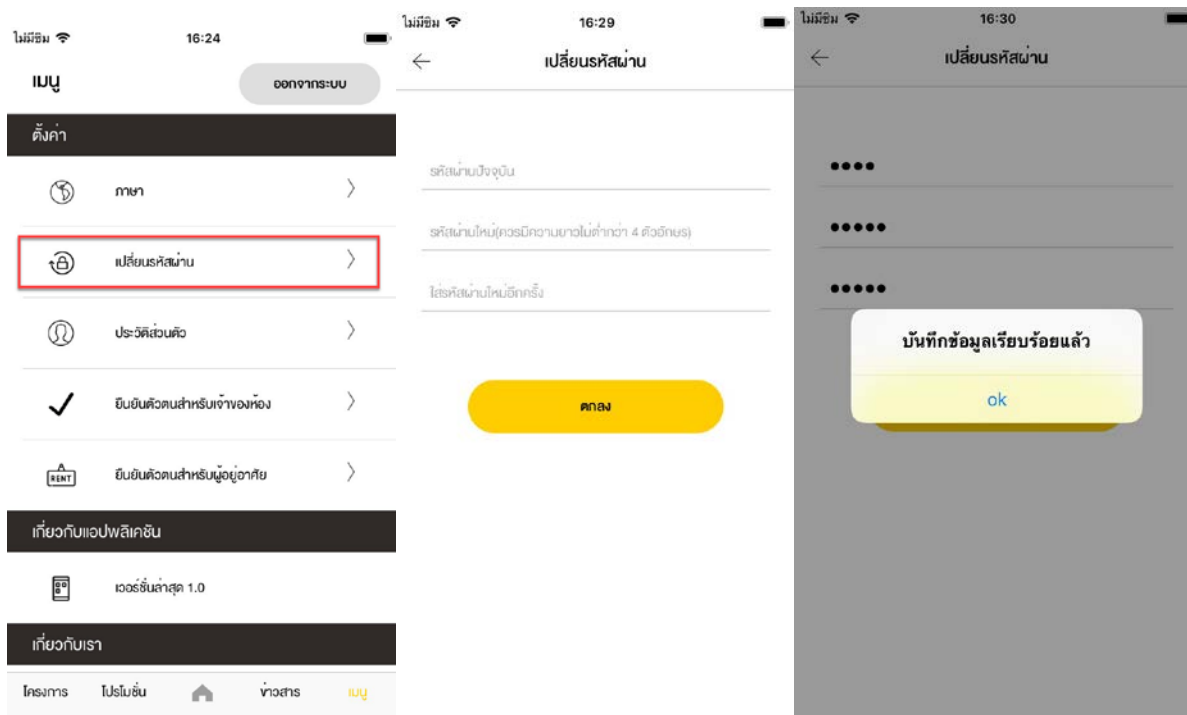 ไม่มีซิม 16:24
เมนู ออกจากระบบ
ตั้งค่า
ภาษา
เปลี่ยนรหัสผ่าน
ประวัติส่วนตัว
ยืนยันตัวตนสำหรับเจ้าของห้อง
RENT ยืนยันตัวตนสำหรับผู้อยู่อาศัย
เกี่ยวกับแอปพลิเคชัน
เวอร์ชั่นล่าสุด 1.0
เกี่ยวกับเรา
โครงการ โปรโมชั่น ข่าวสาร เมนู
ไม่มีซิม 16:29
เปลี่ยนรหัสผ่าน
รหัสผ่านปัจจุบัน
รหัสผ่านใหม่(ควรมีความยาวไม่ต่ำกว่า 4 ตัวอักษร)
ใส่รหัสผ่านใหม่อีกครั้ง
ตกลง
ไม่มีซิม 16:30
เปลี่ยนรหัสผ่าน
••••
•••••
•••••
บันทึกข้อมูลเรียบร้อยแล้ว
ok